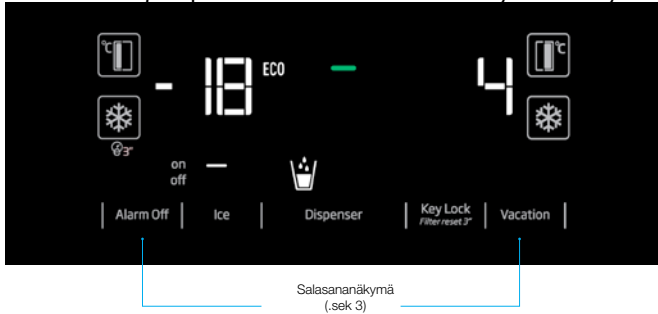 °C
- 18 ECO
4
°C
3"
on
off
Alarm Off
Ice
Dispenser
Key Lock
Filter reset 3"
Vacation
Salasananäkymä
(.sek 3)